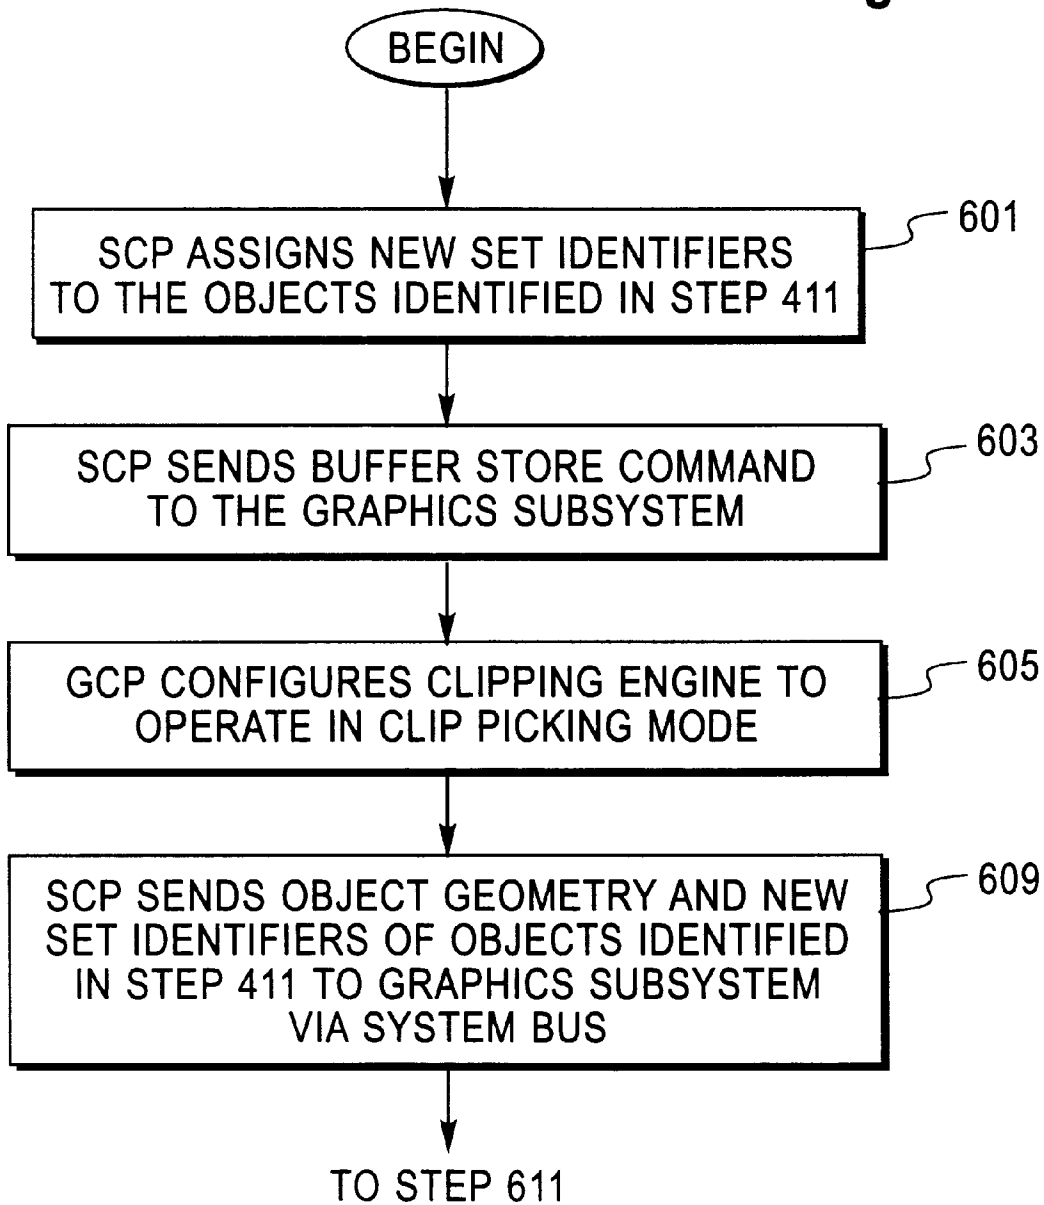 BEGIN
601
SCP ASSIGNS NEW SET IDENTIFIERS
TO THE OBJECTS IDENTIFIED IN STEP 411
603
SCP SENDS BUFFER STORE COMMAND
TO THE GRAPHICS SUBSYSTEM
605
GCP CONFIGURES CLIPPING ENGINE TO
OPERATE IN CLIP PICKING MODE
609
SCP SENDS OBJECT GEOMETRY AND NEW
SET IDENTIFIERS OF OBJECTS IDENTIFIED
IN STEP 411 TO GRAPHICS SUBSYSTEM
VIA SYSTEM BUS
TO STEP 611